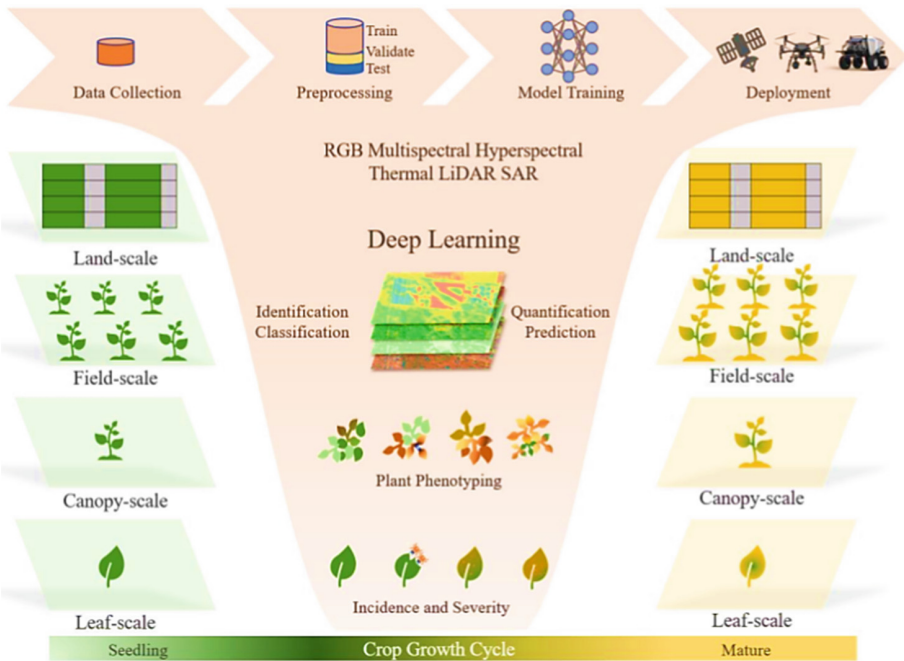 Train
Validate
Test
Data Collection
Preprocessing
Model Training
Deployment
RGB Multispectral Hyperspectral
Thermal LiDAR SAR
Deep Learning
Identification
Classification
Quantification
Prediction
Plant Phenotyping
Incidence and Severity
Land-scale
Field-scale
Canopy-scale
Leaf-scale
Land-scale
Field-scale
Canopy-scale
Leaf-scale
Seedling
Crop Growth Cycle
Mature